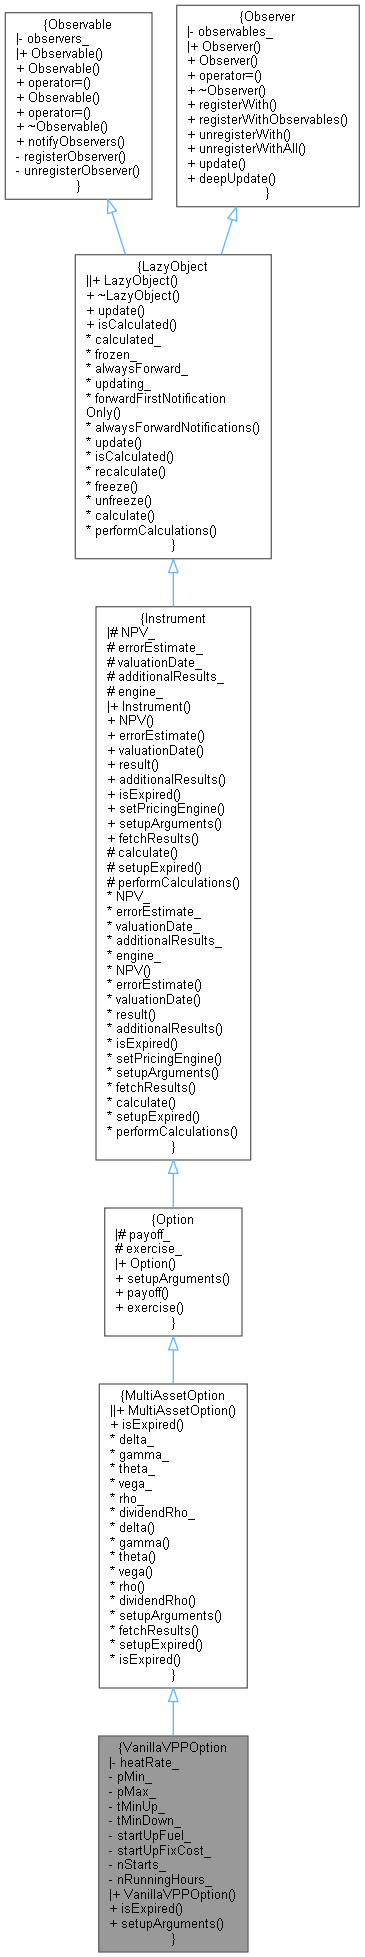 {Observable
|- observers_
|+ Observable()
+ Observable()
+ operator=()
+ Observable()
+ operator=()
+ ~Observable()
+ notifyObservers()
- registerObserver()
- unregisterObserver()
}
{Observer
|- observables_
|+ Observer()
+ Observer()
+ operator=()
+ ~Observer()
+ registerWith()
+ registerWithObservables()
+ unregisterWith()
+ unregisterWithAll()
+ update()
+ deepUpdate()
}
{LazyObject
||+ LazyObject()
+ ~LazyObject()
+ update()
+ isCalculated()
* calculated_
* frozen_
* alwaysForward_
* updating_
* forwardFirstNotification
Only()
* alwaysForwardNotifications()
* update()
* isCalculated()
* recalculate()
* freeze()
* unfreeze()
* calculate()
* performCalculations()
}
{Instrument
|# NPV_
# errorEstimate_
# valuationDate_
# additionalResults_
# engine_
|+ Instrument()
+ NPV()
+ errorEstimate()
+ valuationDate()
+ result()
+ additionalResults()
+ isExpired()
+ setPricingEngine()
+ setupArguments()
+ fetchResults()
# calculate()
# setupExpired()
# performCalculations()
* NPV_
* errorEstimate_
* valuationDate_
* additionalResults_
* engine_
* NPV()
* errorEstimate()
* valuationDate()
* result()
* additionalResults()
* isExpired()
* setPricingEngine()
* setupArguments()
* fetchResults()
* calculate()
* setupExpired()
* performCalculations()
}
{Option
|# payoff_
# exercise_
|+ Option()
+ setupArguments()
+ payoff()
+ exercise()
}
{MultiAssetOption
||+ MultiAssetOption()
+ isExpired()
* delta_
* gamma_
* theta_
* vega_
* rho_
* dividendRho_
* delta()
* gamma()
* theta()
* vega()
* rho()
* dividendRho()
* setupArguments()
* fetchResults()
* setupExpired()
* isExpired()
}
{VanillaVPPOption
|- heatRate_
- pMin_
- pMax_
- tMinUp_
- tMinDown_
- startUpFuel_
- startUpFixCost_
- nStarts_
- nRunningHours_
|+ VanillaVPPOption()
+ isExpired()
+ setupArguments()
}